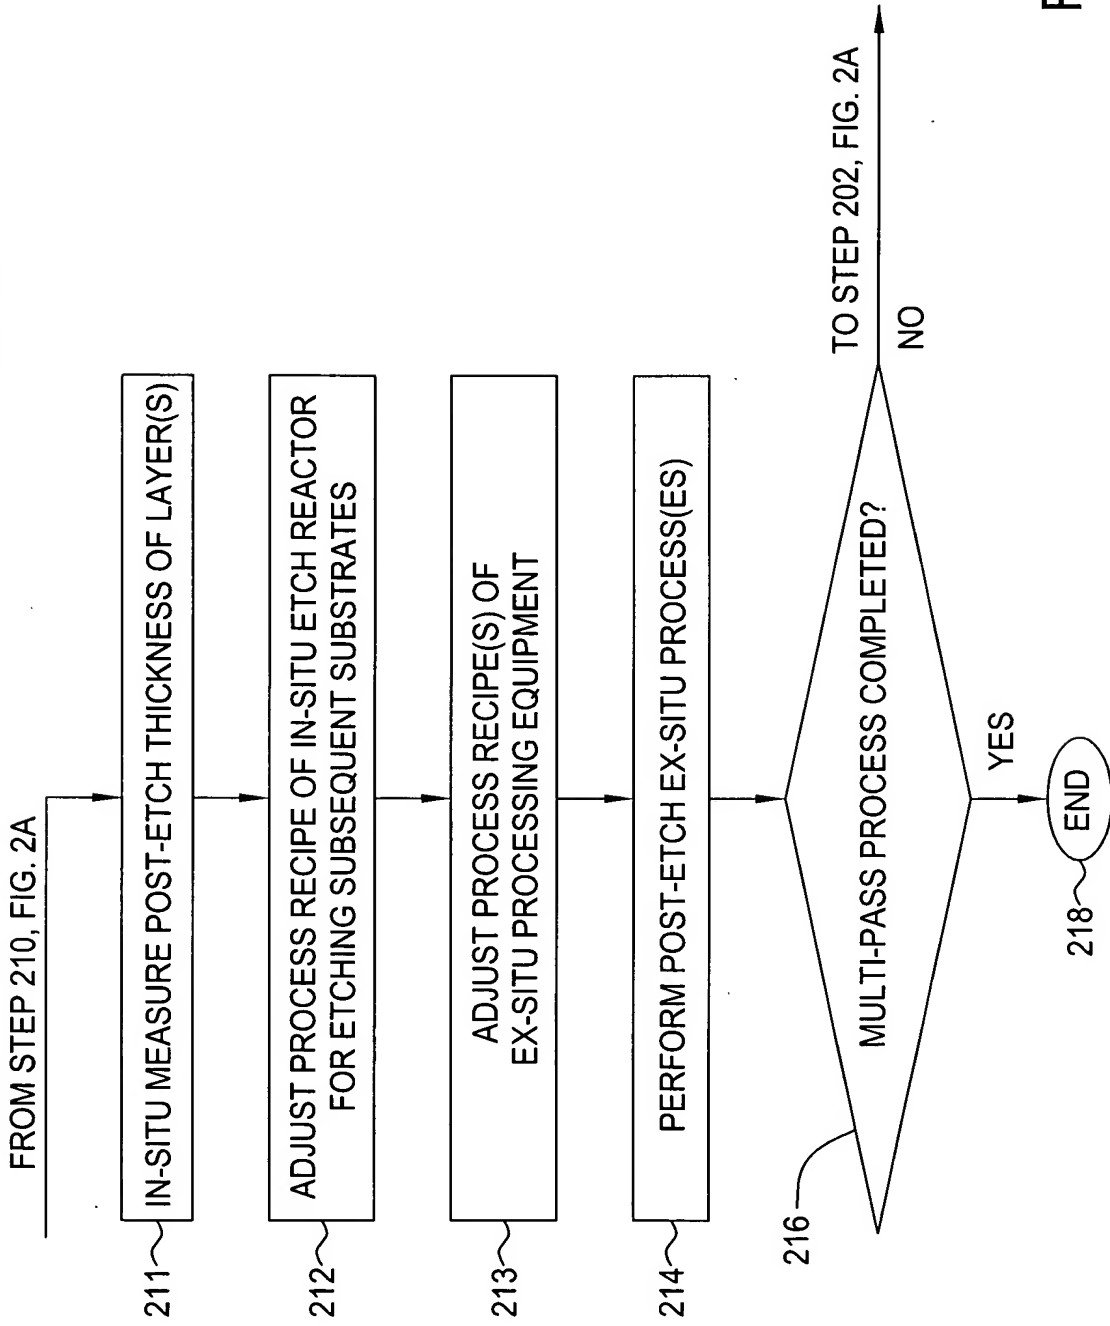 FROM STEP 210, FIG. 2A
211
IN-SITU MEASURE POST-ETCH THICKNESS OF LAYER(S)
212
ADJUST PROCESS RECIPE OF IN-SITU ETCH REACTOR
FOR ETCHING SUBSEQUENT SUBSTRATES
213
ADJUST PROCESS RECIPE(S) OF
EX-SITU PROCESSING EQUIPMENT
214
PERFORM POST-ETCH EX-SITU PROCESS(ES)
216
MULTI-PASS PROCESS COMPLETED?
TO STEP 202, FIG. 2A
NO
YES
218
END